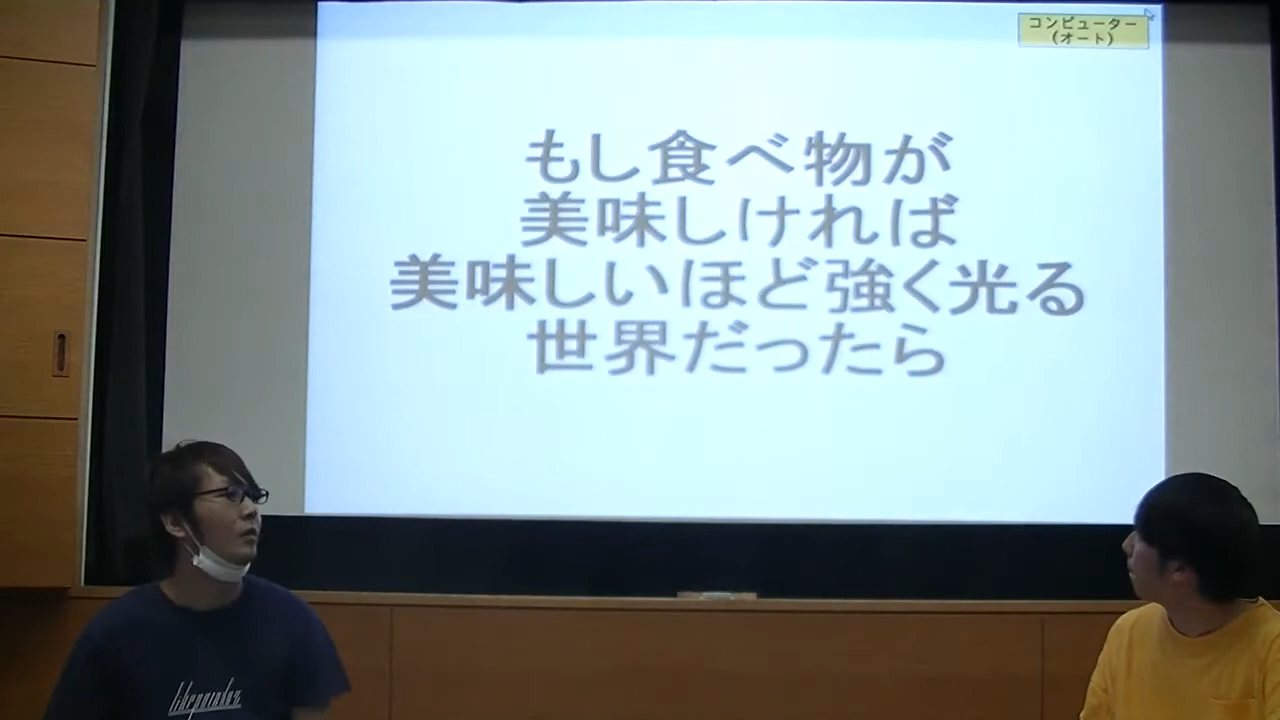 コンピューター
(オート)
もし食べ物が
美味しければ
美味しいほど強く光る
世界だったら